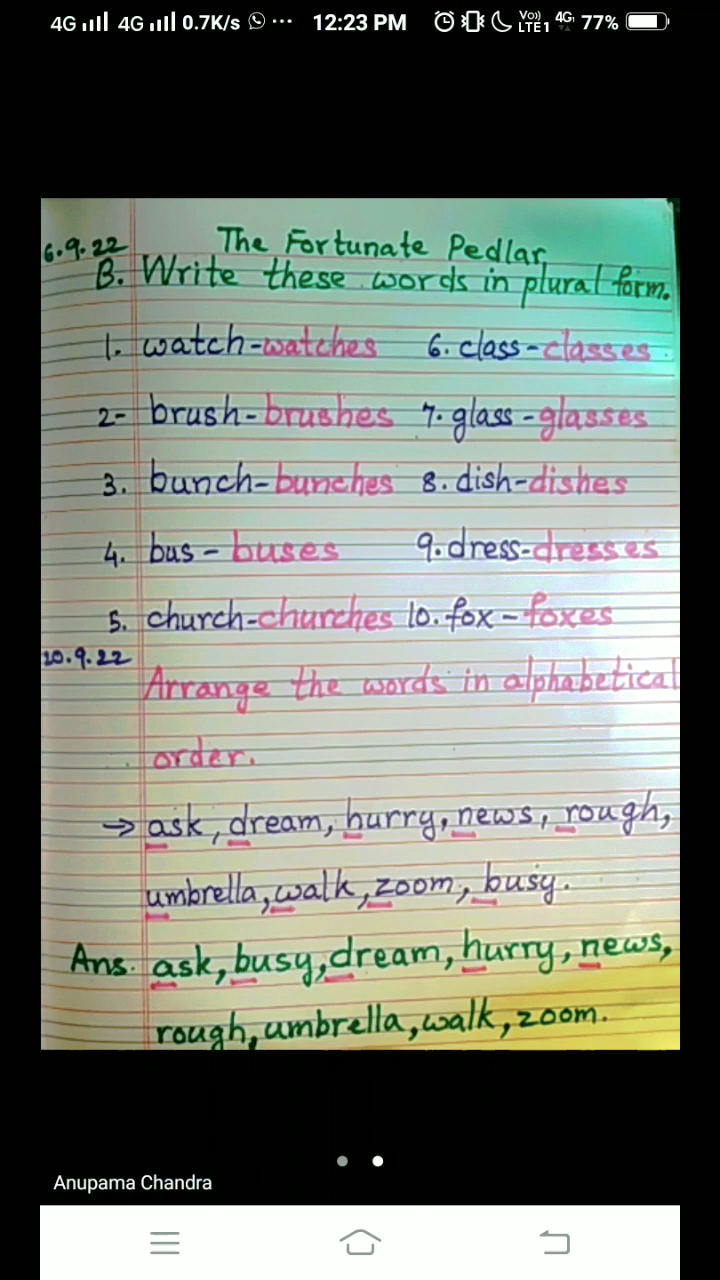 4G 4G 0.7K/s ... 12:23 PM Vo) LTE1 4G 77%
6.9.22 The Fortunate Pedlar
B. Write these words in plural form.
1. watch-watches 6. class-classes.
2- brush-brushes 7. glass-glasses
3. bunch-bunches 8. dish-dishes
4. bus-buses 9. dress-dresses
5. church-churches 10. fox-foxes
10.9.22
Arrange the words in alphabetical
order.
→ ask, dream, hurry, news, rough,
umbrella, walk, zoom, busy.
Ans. ask, busy, dream, hurry, news,
rough, umbrella, walk, zoom.
Anupama Chandra